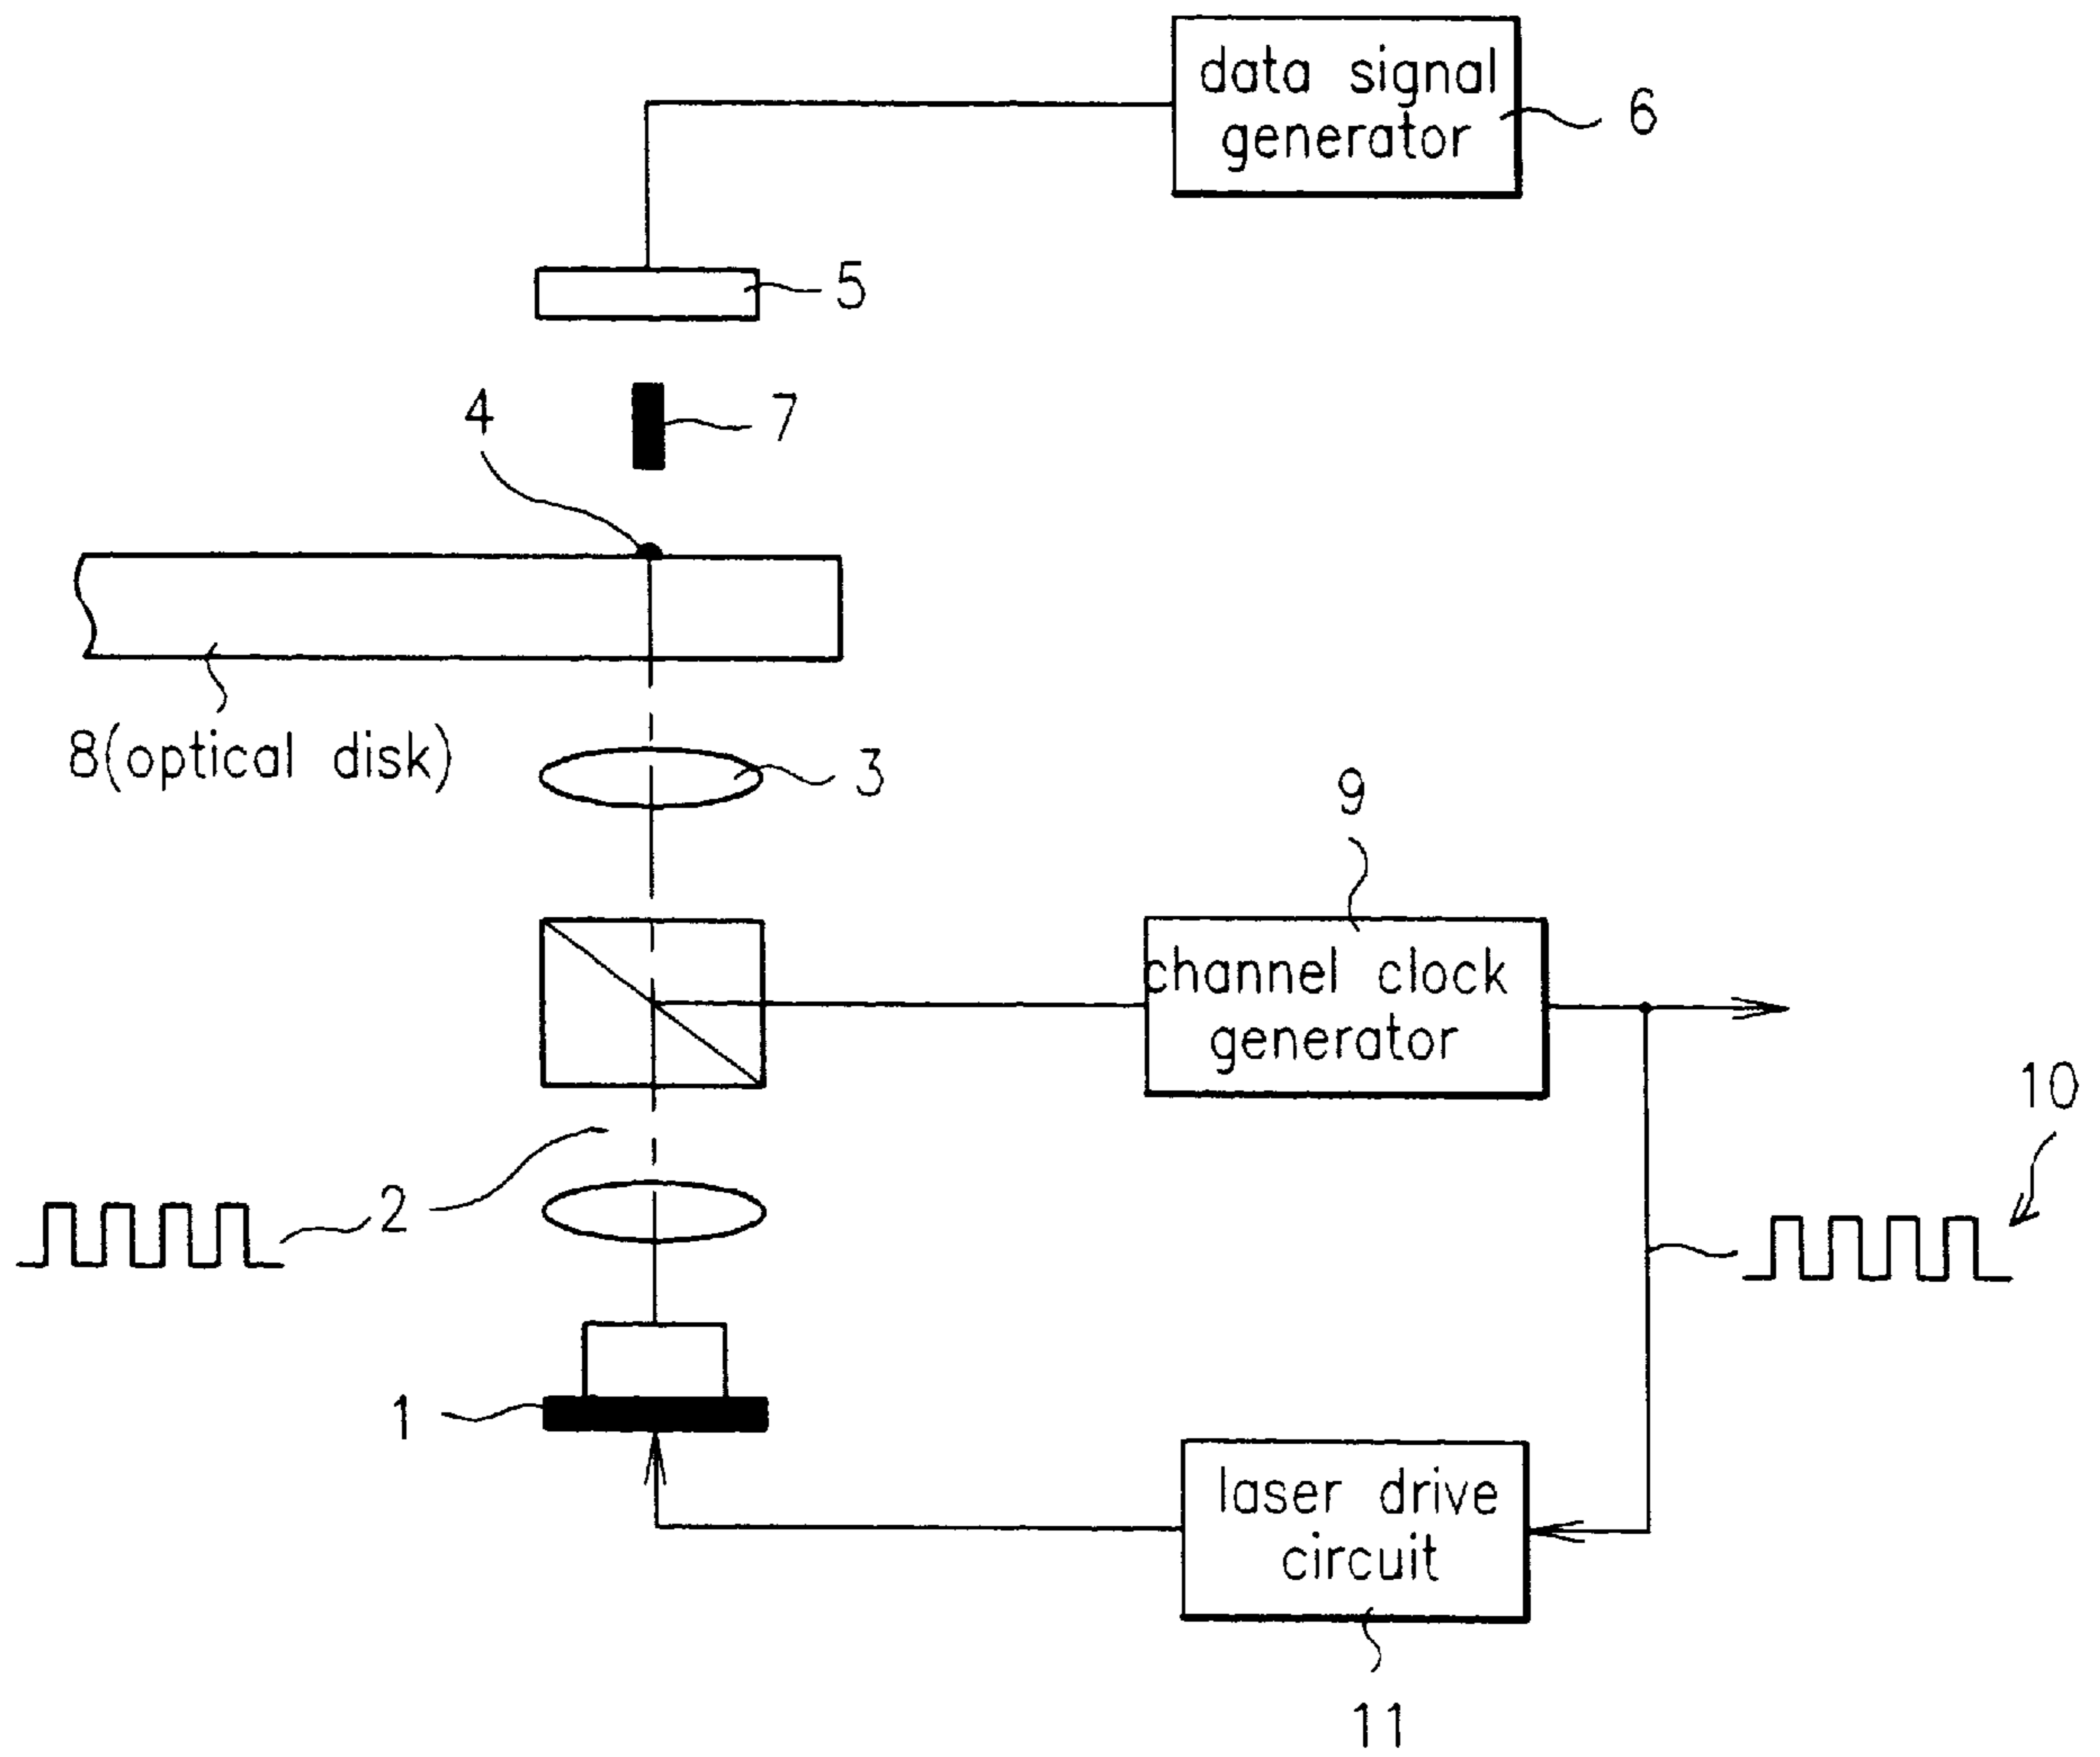 data signal
generator
6
5
4
7
8(optical disk)
3
9
channel clock
generator
10
2
1
laser drive
circuit
11